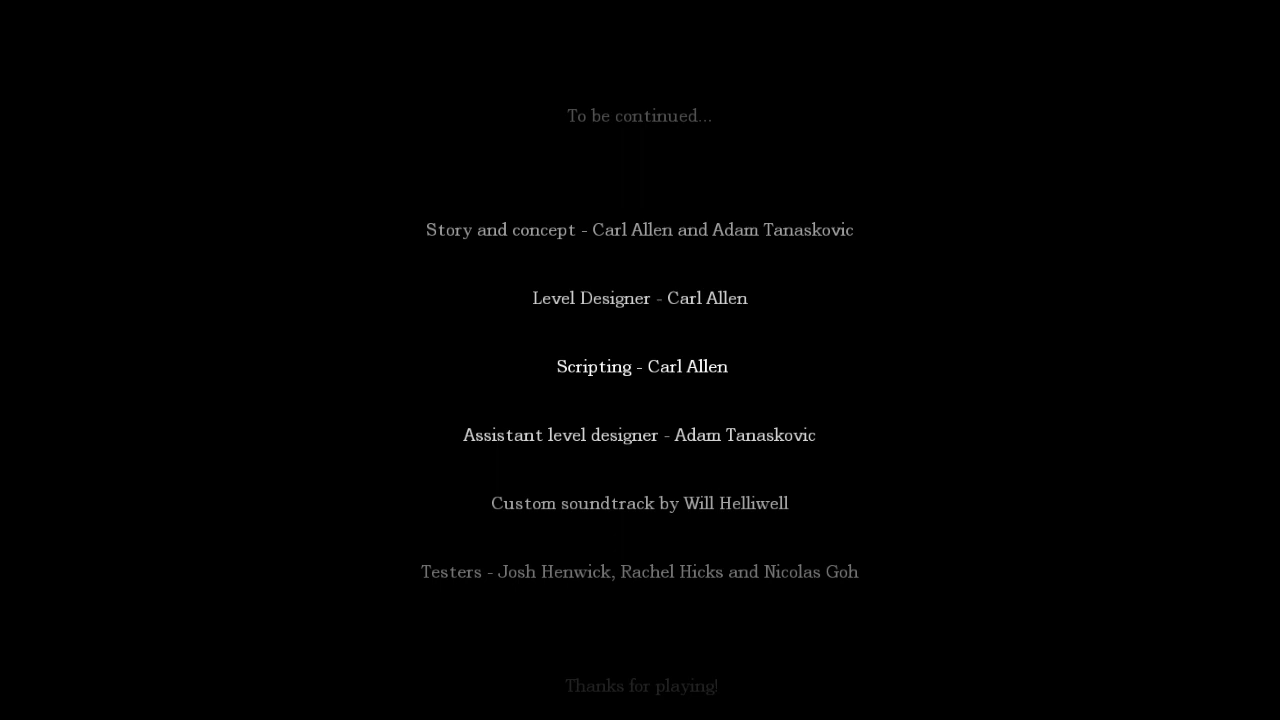 To be continued...
Story and concept - Carl Allen and Adam Tanaskovic
Level Designer - Carl Allen
Scripting - Carl Allen
Assistant level designer - Adam Tanaskovic
Custom soundtrack by Will Helliwell
Testers - Josh Henwick, Rachel Hicks and Nicolas Goh
Thanks for playing!